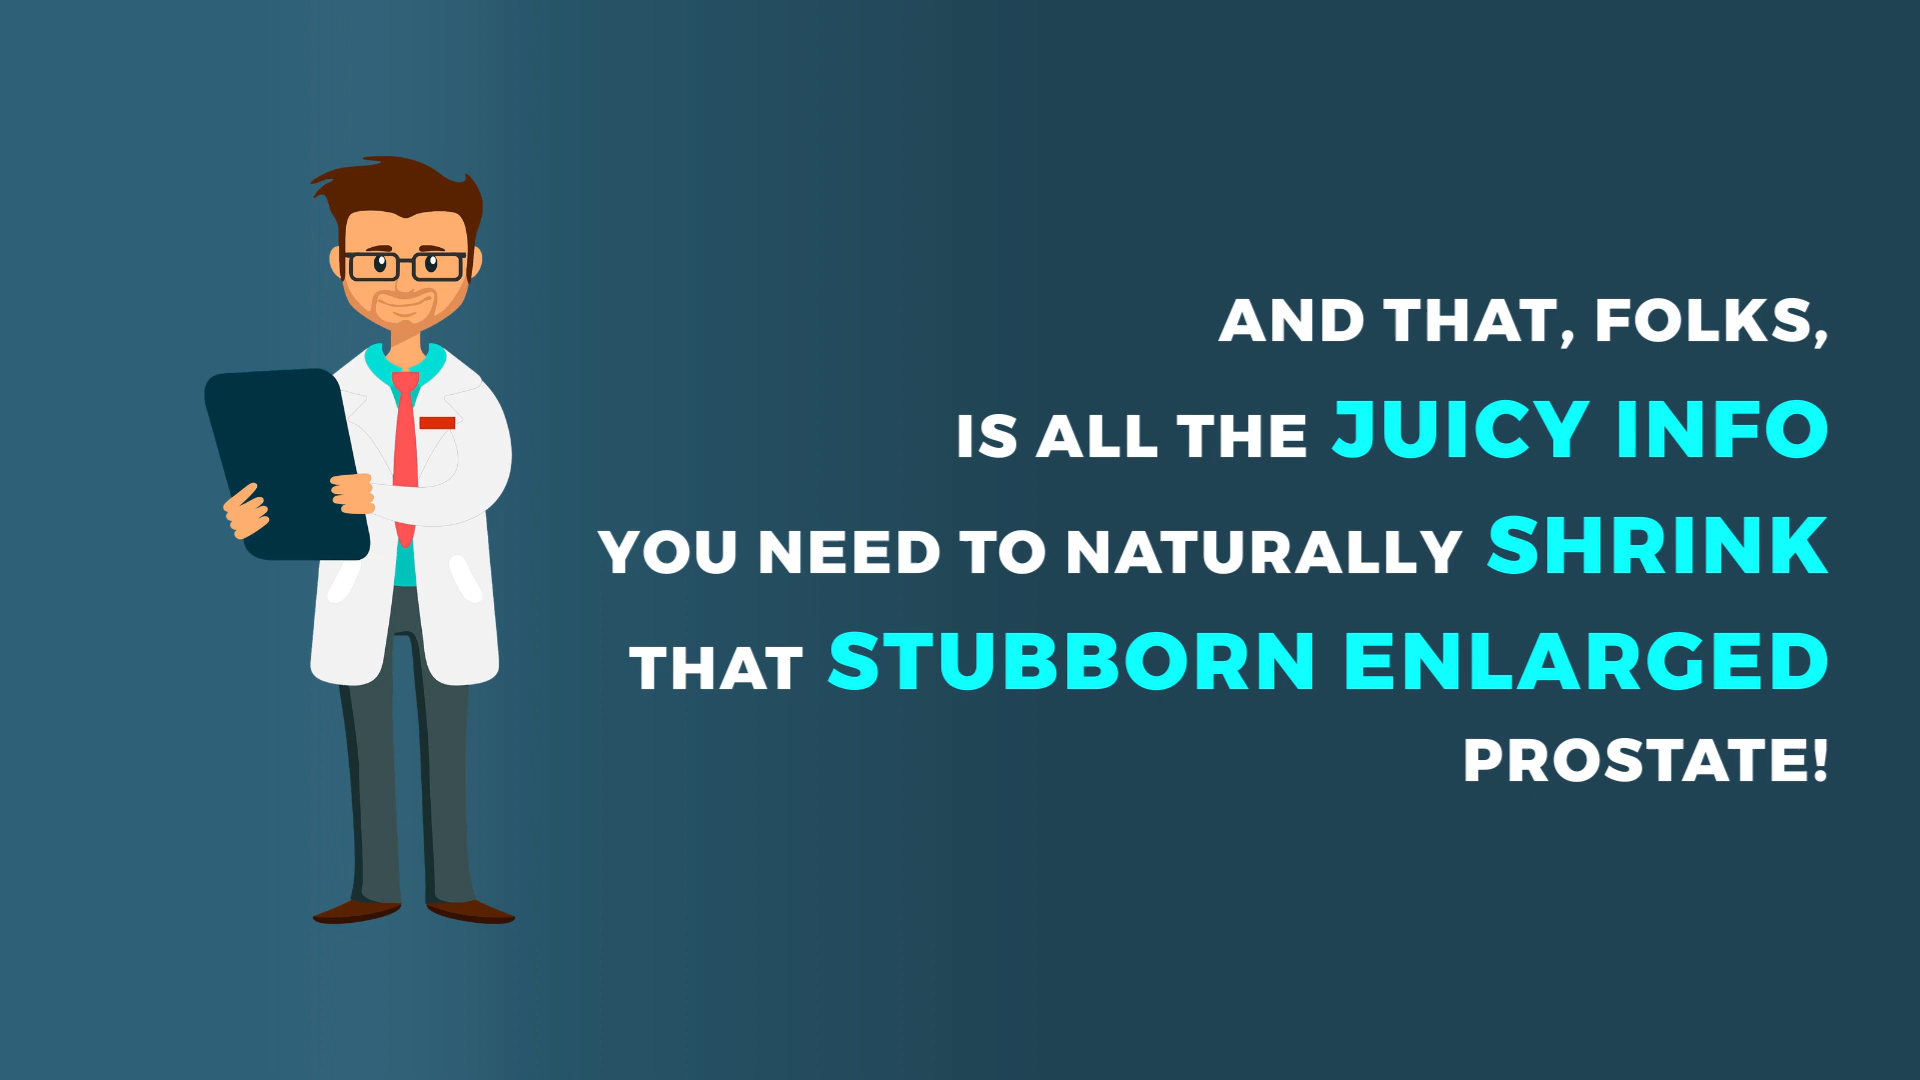 AND THAT, FOLKS,
IS ALL THE JUICY INFO
YOU NEED TO NATURALLY SHRINK
THAT STUBBORN ENLARGED
PROSTATE!